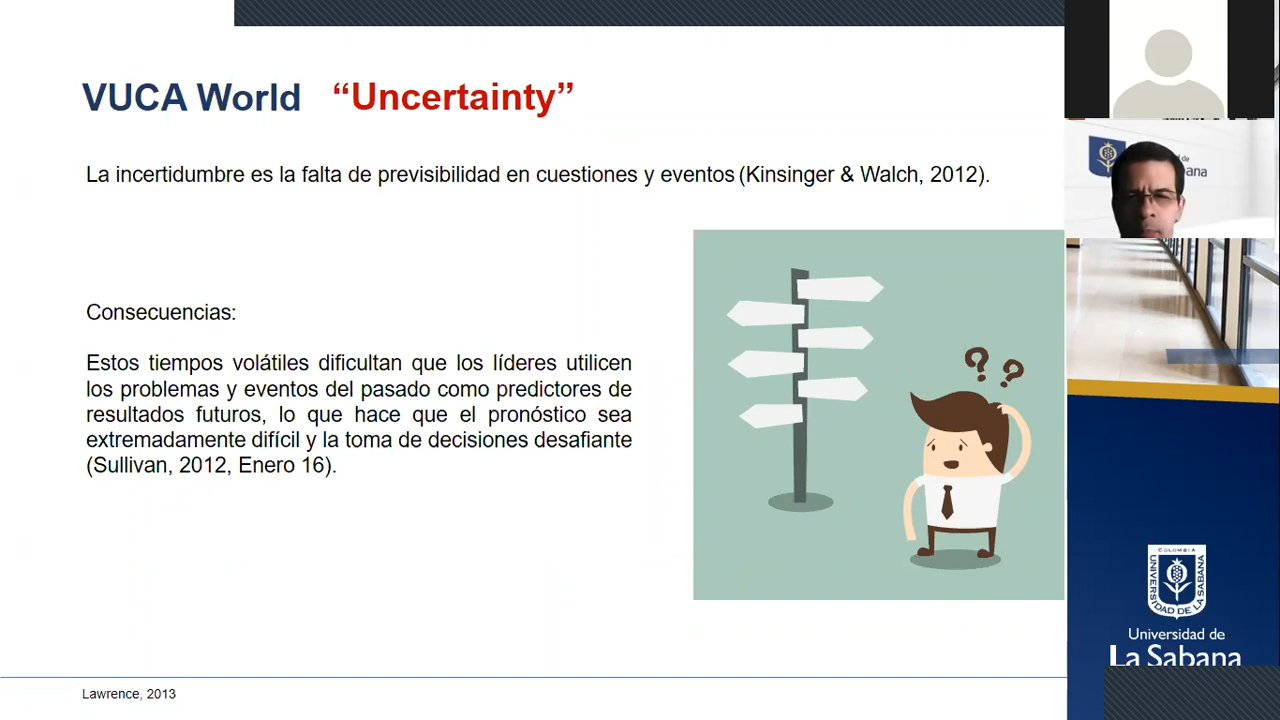 VUCA World “Uncertainty”
La incertidumbre es la falta de previsibilidad en cuestiones y eventos (Kinsinger & Walch, 2012).
Consecuencias:
Estos tiempos volátiles dificultan que los líderes utilicen
los problemas y eventos del pasado como predictores de
resultados futuros, lo que hace que el pronóstico sea
extremadamente difícil y la toma de decisiones desafiante
(Sullivan, 2012, Enero 16).
? ?
Lawrence, 2013
COLOMBIA
UNIVERSIDAD DE LA SABANA
Universidad de
La Sabana